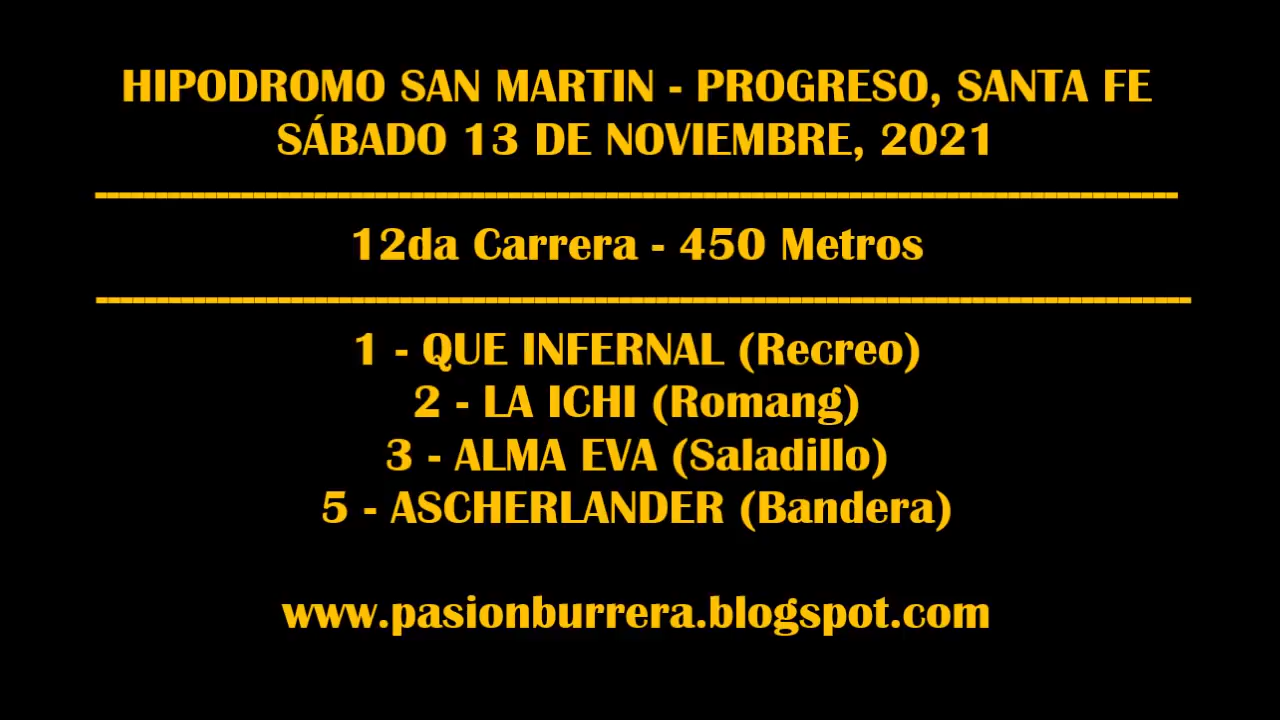 HIPODROMO SAN MARTIN - PROGRESO, SANTA FE
SÁBADO 13 DE NOVIEMBRE, 2021
12da Carrera - 450 Metros
1 - QUE INFERNAL (Recreo)
2 - LA ICHI (Romang)
3 - ALMA EVA (Saladillo)
5 - ASCHERLANDER (Bandera)
www.pasionburrera.blogspot.com